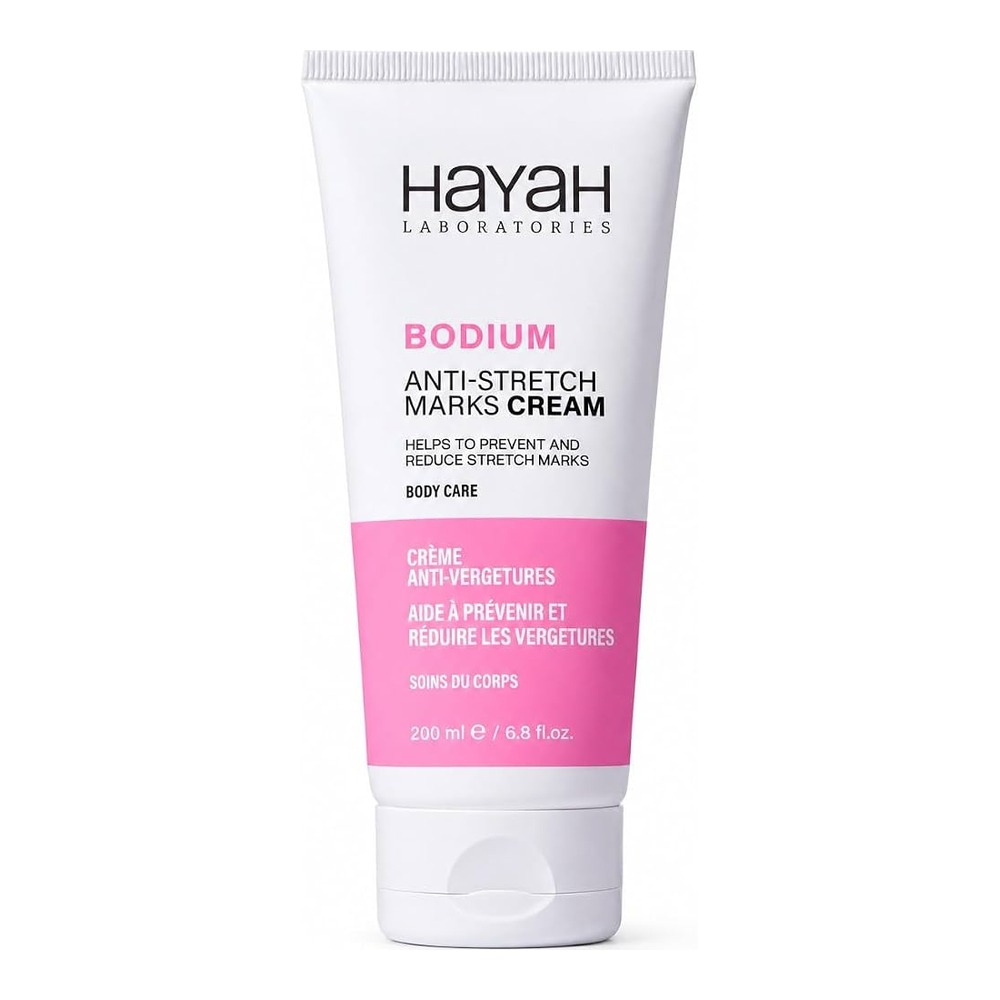 HAYAH
LABORATORIES
BODIUM
ANTI-STRETCH
MARKS CREAM
HELPS TO PREVENT AND
REDUCE STRETCH MARKS
BODY CARE
CRÈME
ANTI-VERGETURES
AIDE À PRÉVENIR ET
RÉDUIRE LES VERGETURES
SOINS DU CORPS
200 ml ℮ / 6.8 fl.oz.